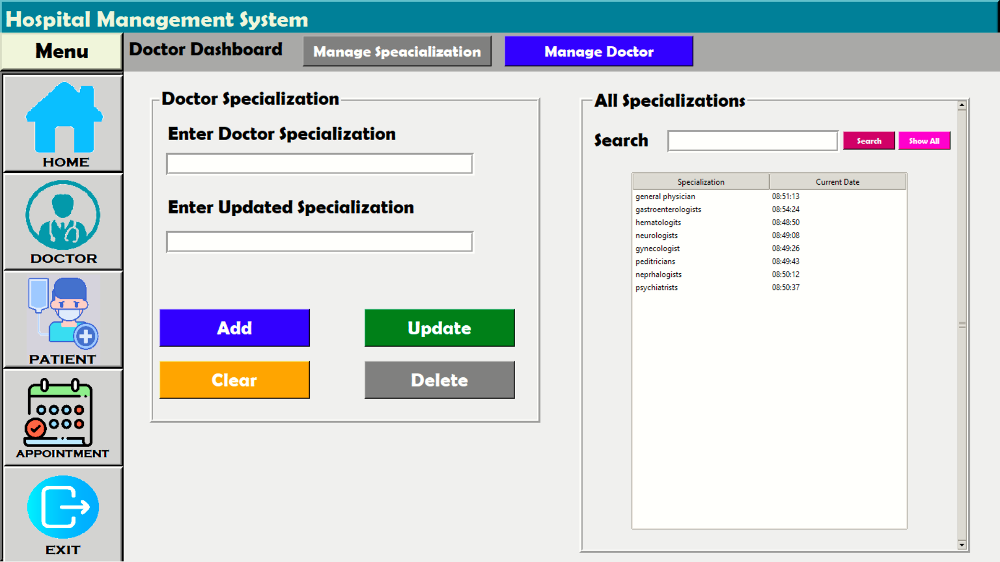 Hospital Management System
Menu
Doctor Dashboard
Manage Speacialization
Manage Doctor
HOME
DOCTOR
PATIENT
APPOINTMENT
EXIT
Doctor Specialization
Enter Doctor Specialization
Enter Updated Specialization
Add
Update
Clear
Delete
All Specializations
Search
Search
Show All
Specialization Current Date
general physician 08:51:13
gastroenterologists 08:54:24
hematologits 08:48:50
neurologists 08:49:08
gynecologist 08:49:26
peditricians 08:49:43
neprhalogists 08:50:12
psychiatrists 08:50:37